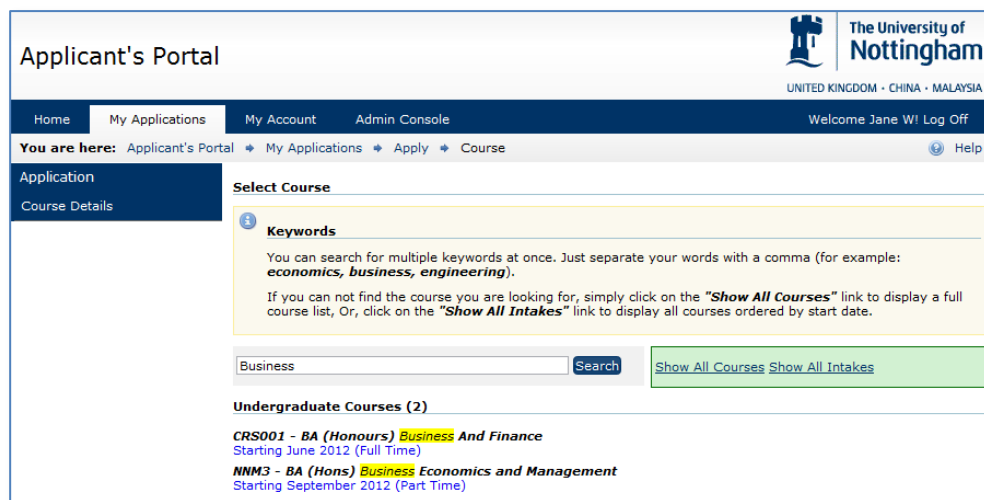 Applicant's Portal
The University of
Nottingham
UNITED KINGDOM · CHINA · MALAYSIA
Home My Applications My Account Admin Console Welcome Jane W! Log Off
You are here: Applicant's Portal My Applications Apply Course Help
Application
Course Details
Select Course
Keywords
You can search for multiple keywords at once. Just separate your words with a comma (for example:
economics, business, engineering).
If you can not find the course you are looking for, simply click on the "Show All Courses" link to display a full
course list, Or, click on the "Show All Intakes" link to display all courses ordered by start date.
Business Search Show All Courses Show All Intakes
Undergraduate Courses (2)
CRS001 - BA (Honours) Business And Finance
Starting June 2012 (Full Time)
NNM3 - BA (Hons) Business Economics and Management
Starting September 2012 (Part Time)